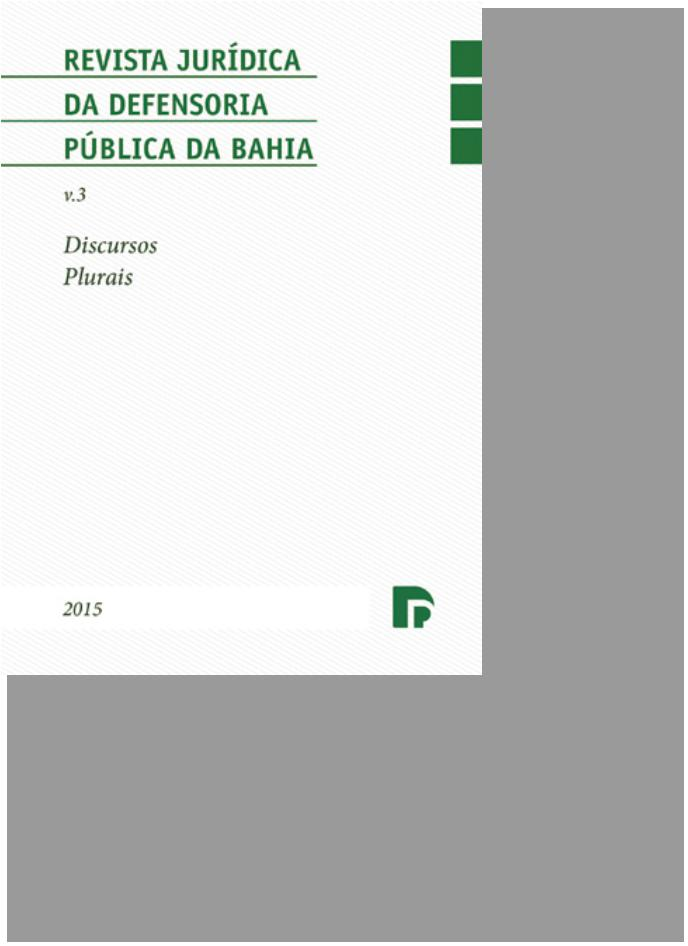 REVISTA JURÍDICA
DA DEFENSORIA
PÚBLICA DA BAHIA
v.3
Discursos
Plurais
2015